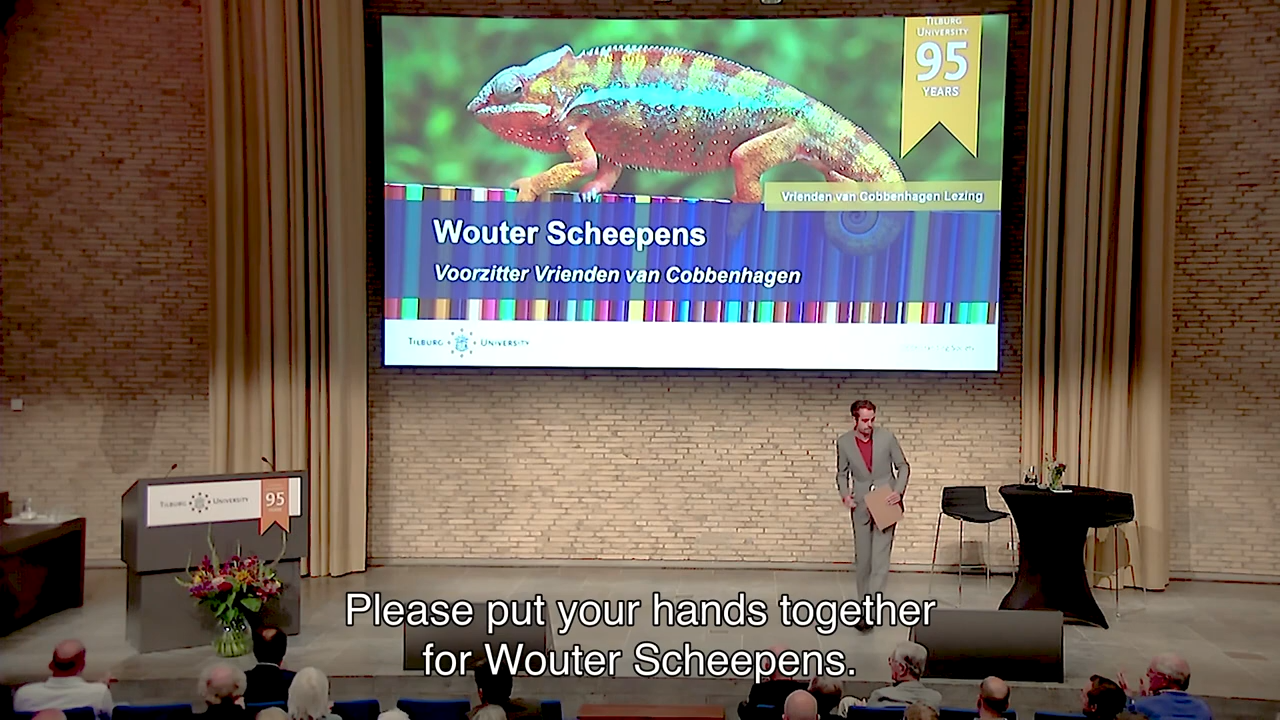 TILBURG
UNIVERSITY
95
YEARS
Vrienden van Cobbenhagen Lezing
Wouter Scheepens
Voorzitter Vrienden van Cobbenhagen
TILBURG UNIVERSITY
TILBURG UNIVERSITY
95
Please put your hands together
for Wouter Scheepens.